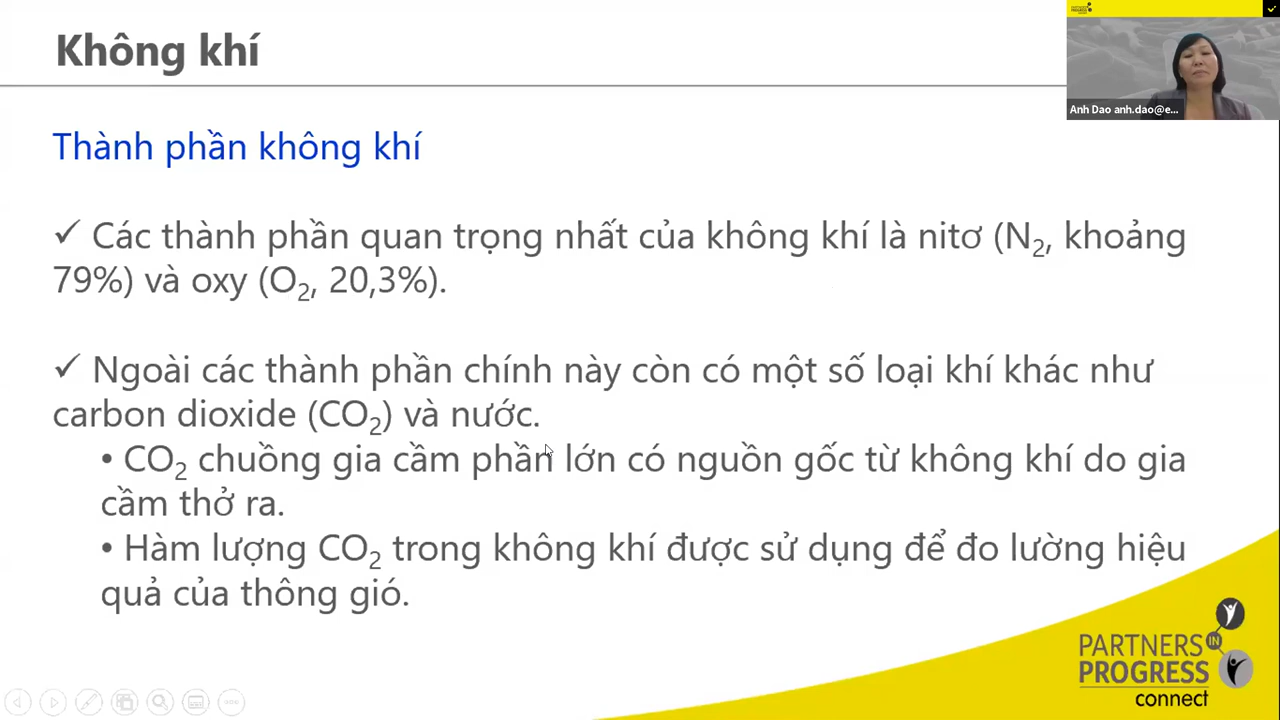 Không khí
Anh Dao anh.dao@e...
Thành phần không khí
✓ Các thành phần quan trọng nhất của không khí là nitơ (N₂, khoảng
79%) và oxy (O₂, 20,3%).
✓ Ngoài các thành phần chính này còn có một số loại khí khác như
carbon dioxide (CO₂) và nước.
• CO₂ chuồng gia cầm phần lớn có nguồn gốc từ không khí do gia
cầm thở ra.
• Hàm lượng CO₂ trong không khí được sử dụng để đo lường hiệu
quả của thông gió.
PARTNERS IN
PROGRESS
connect